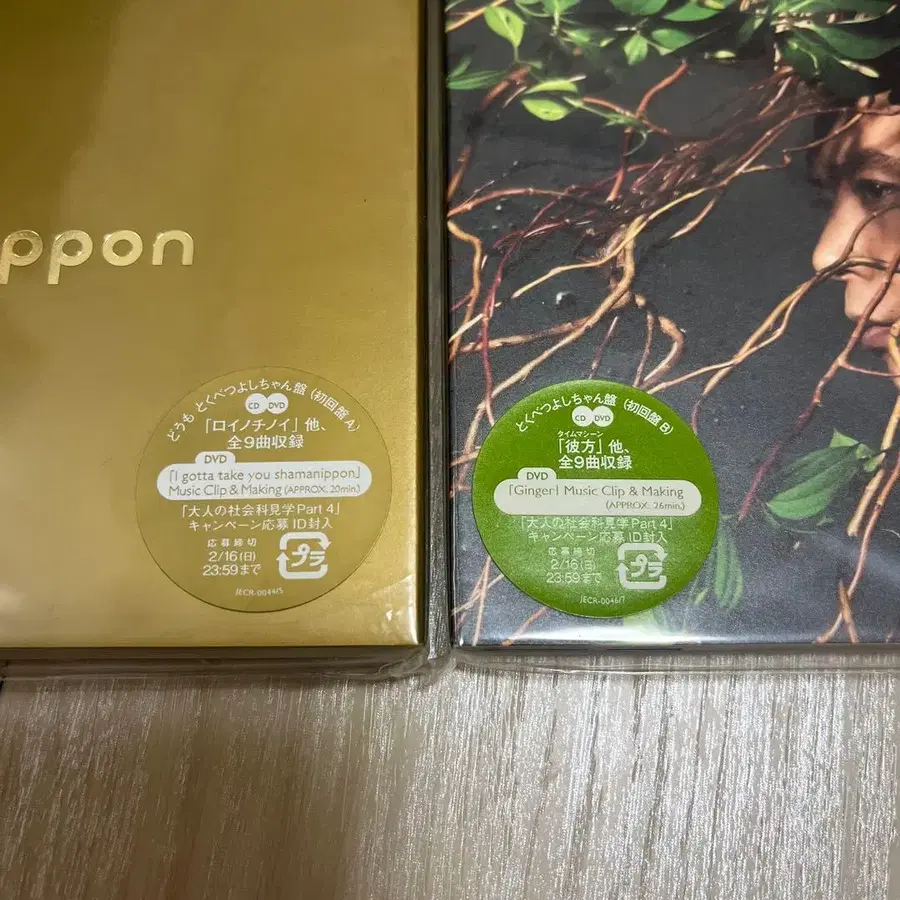 ppon
どうも とくべつよしちゃん盤 (初回盤A)
CD DVD
「ロイノチノイ」他、
全9曲収録
DVD
「I gotta take you shamanippon」
Music Clip & Making (APPROX. 20min.)
「大人の社会科見学Part 4」
キャンペーン応募 ID封入
応募締切
2/16(日)
23:59まで
プラ
JECR-0044/5
とくべつよしちゃん盤 (初回盤B)
CD DVD
タイムマシーン
「彼方」他、
全9曲収録
DVD
「Ginger」 Music Clip & Making
(APPROX. 26min.)
「大人の社会科見学Part 4」
キャンペーン応募 ID封入
応募締切
2/16(日)
23:59まで
プラ
JECR-0046/7